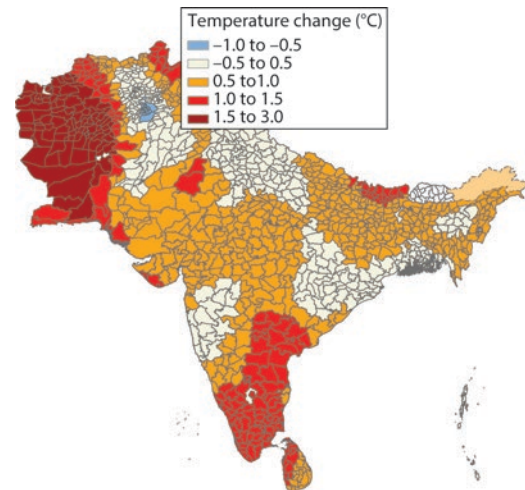 Temperature change (°C)
–1.0 to –0.5
–0.5 to 0.5
0.5 to1.0
1.0 to 1.5
1.5 to 3.0